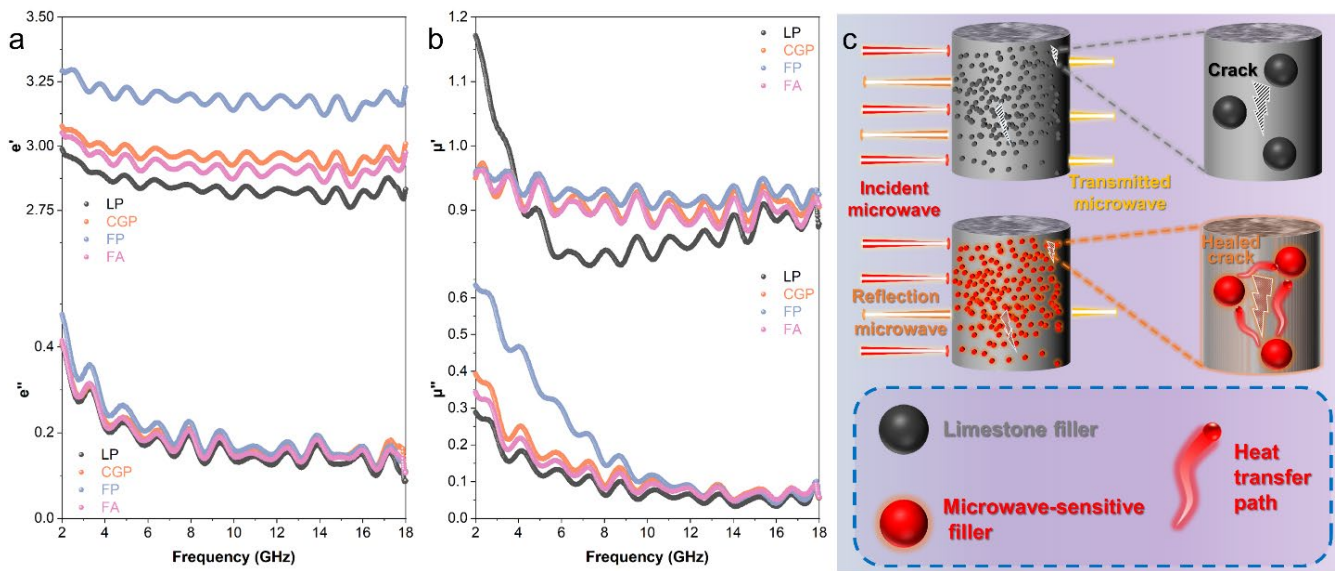 a
3.50
3.25
3.00
2.75
e'
LP
CGP
FP
FA
0.4
0.2
0.0
e''
LP
CGP
FP
FA
2 4 6 8 10 12 14 16 18
Frequency (GHz)
b
1.2
1.1
1.0
0.9
μ'
LP
CGP
FP
FA
0.6
0.5
0.3
0.2
0.1
0.0
μ''
LP
CGP
FP
FA
2 4 6 8 10 12 14 16 18
Frequency (GHz)
c
Crack
Incident
microwave
Transmitted
microwave
Healed
crack
Reflection
microwave
Limestone filler
Microwave-sensitive
filler
Heat
transfer
path